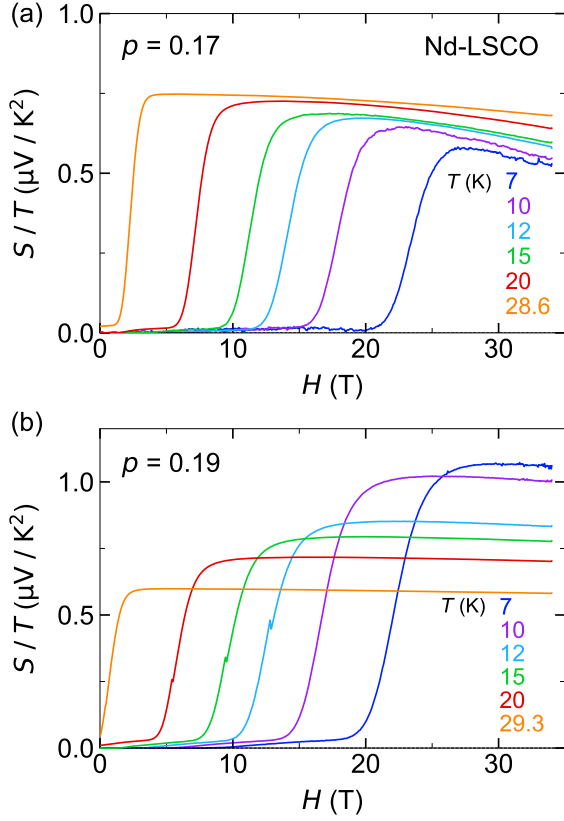 (a)
p = 0.17
Nd-LSCO
1.0
0.5
0.0
S / T (μV / K²)
T (K)
7
10
12
15
20
28.6
0
10
20
30
H (T)
(b)
p = 0.19
1.0
0.5
0.0
S / T (μV / K²)
T (K)
7
10
12
15
20
29.3
0
10
20
30
H (T)